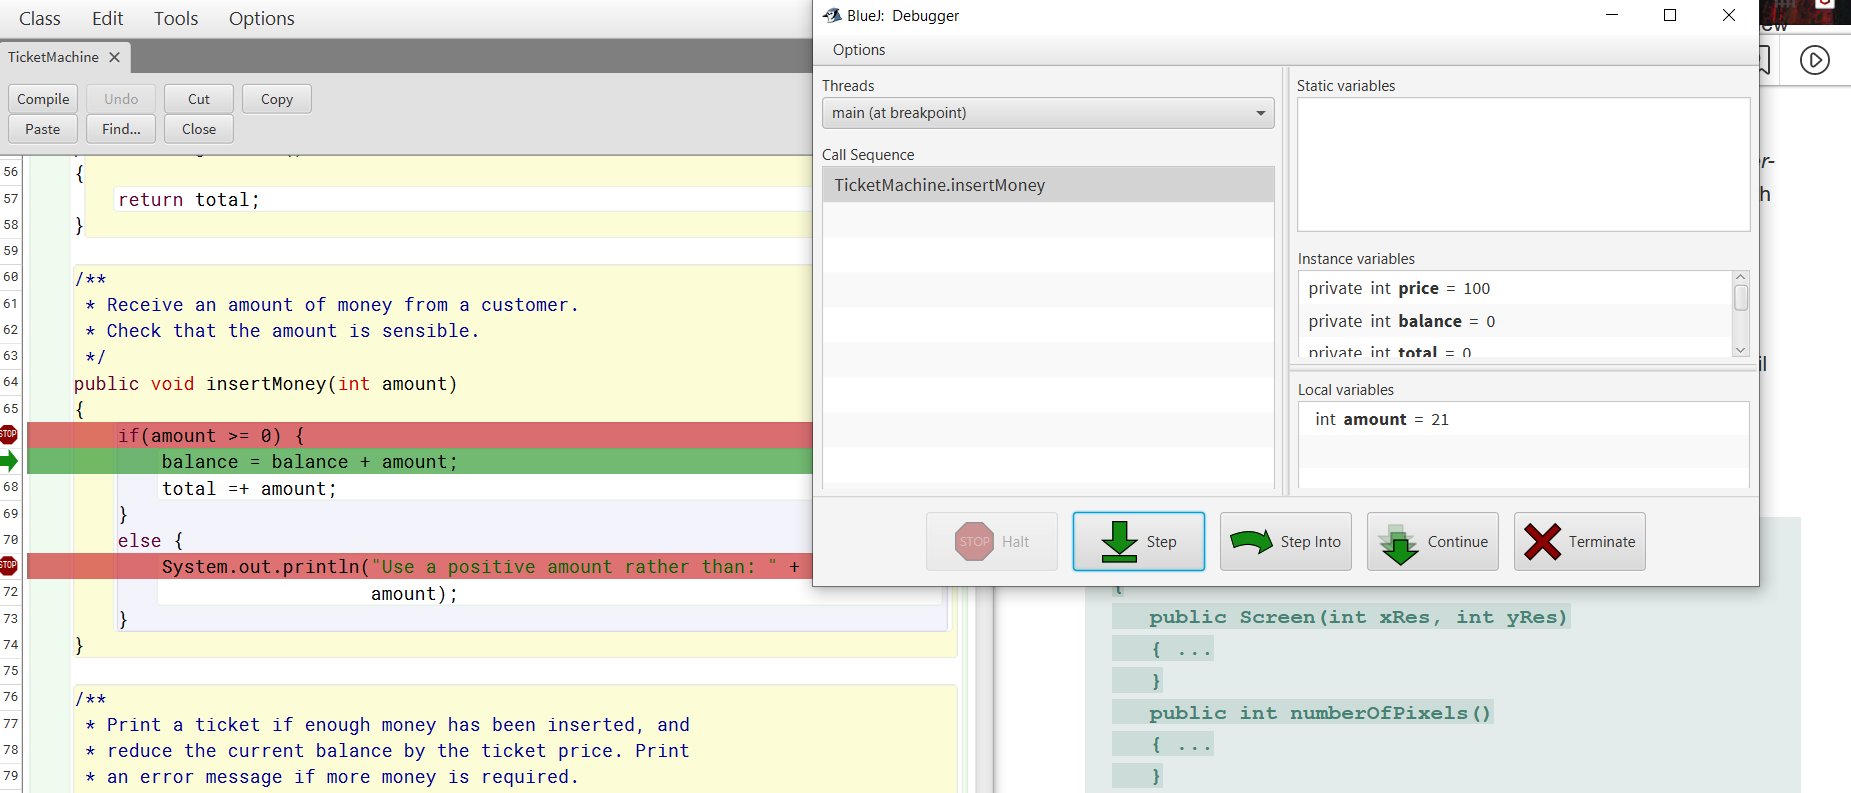 Class Edit Tools Options
TicketMachine
Compile Undo Cut Copy
Paste Find... Close
56 {
57 return total;
58 }
59
60 /**
61 * Receive an amount of money from a customer.
62 * Check that the amount is sensible.
63 */
64 public void insertMoney(int amount)
65 {
STOP if(amount >= 0) {
balance = balance + amount;
68 total =+ amount;
69 }
70 else {
STOP System.out.println("Use a positive amount rather than: " +
72 amount);
73 }
74 }
75
76 /**
77 * Print a ticket if enough money has been inserted, and
78 * reduce the current balance by the ticket price. Print
79 * an error message if more money is required.
BlueJ: Debugger
Options
Threads
main (at breakpoint)
Call Sequence
TicketMachine.insertMoney
Static variables
Instance variables
private int price = 100
private int balance = 0
private int total = 0
Local variables
int amount = 21
STOP Halt Step Step Into Continue Terminate
ew
r-
h
il
{
public Screen(int xRes, int yRes)
{ ...
}
public int numberOfPixels()
{ ...
}